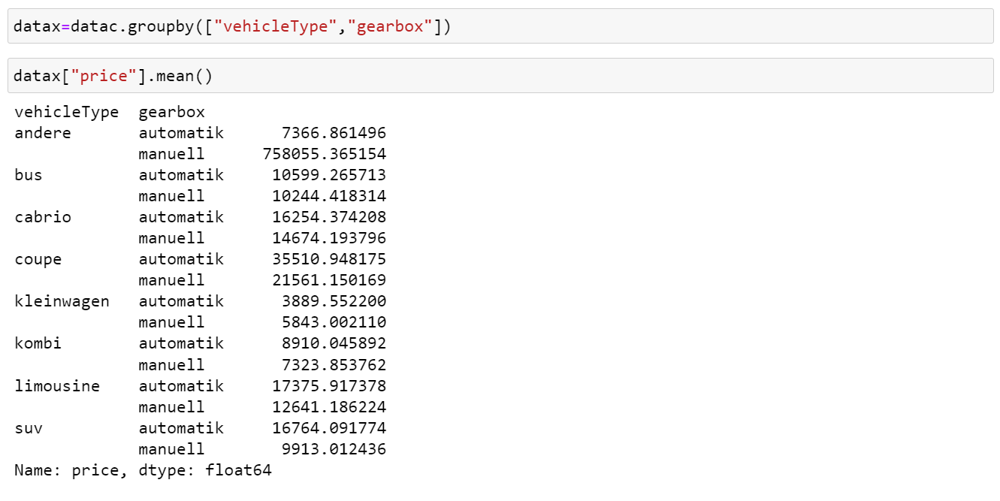 datax=datac.groupby(["vehicleType","gearbox"])
datax["price"].mean()
vehicleType  gearbox
andere       automatik      7366.861496
             manuell      758055.365154
bus          automatik     10599.265713
             manuell       10244.418314
cabrio       automatik     16254.374208
             manuell       14674.193796
coupe        automatik     35510.948175
             manuell       21561.150169
kleinwagen   automatik      3889.552200
             manuell        5843.002110
kombi        automatik      8910.045892
             manuell        7323.853762
limousine    automatik     17375.917378
             manuell       12641.186224
suv          automatik     16764.091774
             manuell        9913.012436
Name: price, dtype: float64